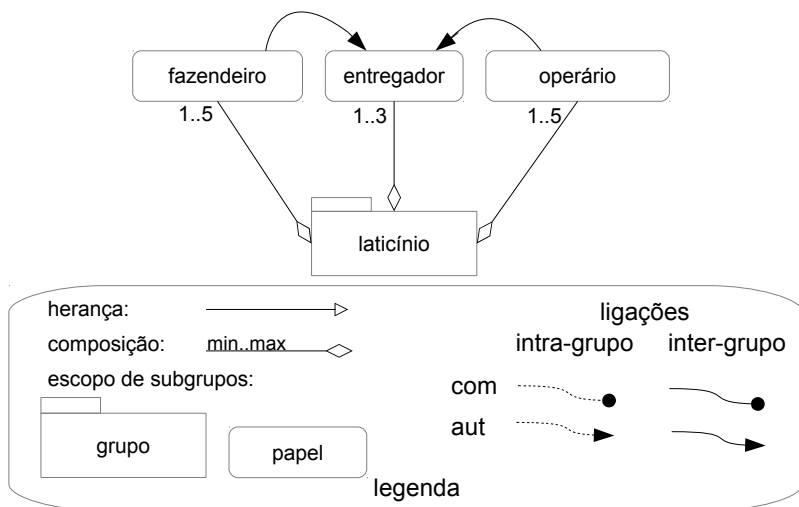 fazendeiro entregador operário
1..5 1..3 1..5
laticínio
herança:
composição: min..max
escopo de subgrupos:
grupo
papel
ligações
intra-grupo inter-grupo
com
aut
legenda